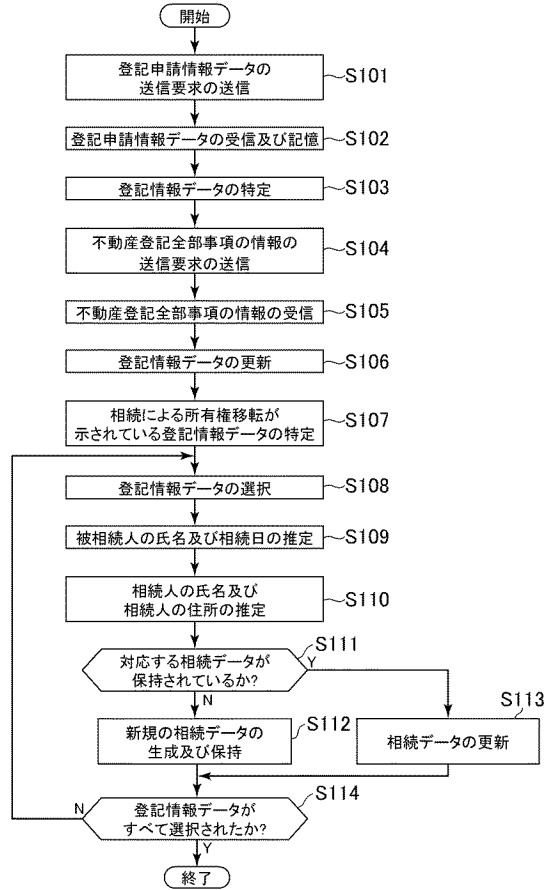 開始
登記申請情報データの
送信要求の送信
S101
登記申請情報データの受信及び記憶
S102
登記情報データの特定
S103
不動産登記全部事項の情報の
送信要求の送信
S104
不動産登記全部事項の情報の受信
S105
登記情報データの更新
S106
相続による所有権移転が
示されている登記情報データの特定
S107
登記情報データの選択
S108
被相続人の氏名及び相続日の推定
S109
相続人の氏名及び
相続人の住所の推定
S110
対応する相続データが
保持されているか?
S111
Y
N
新規の相続データの
生成及び保持
S112
相続データの更新
S113
登記情報データが
すべて選択されたか?
S114
N
Y
終了